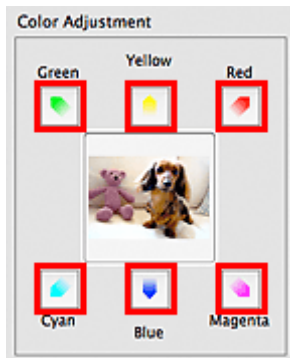 Color Adjustment
Yellow
Green
Red
Cyan
Blue
Magenta